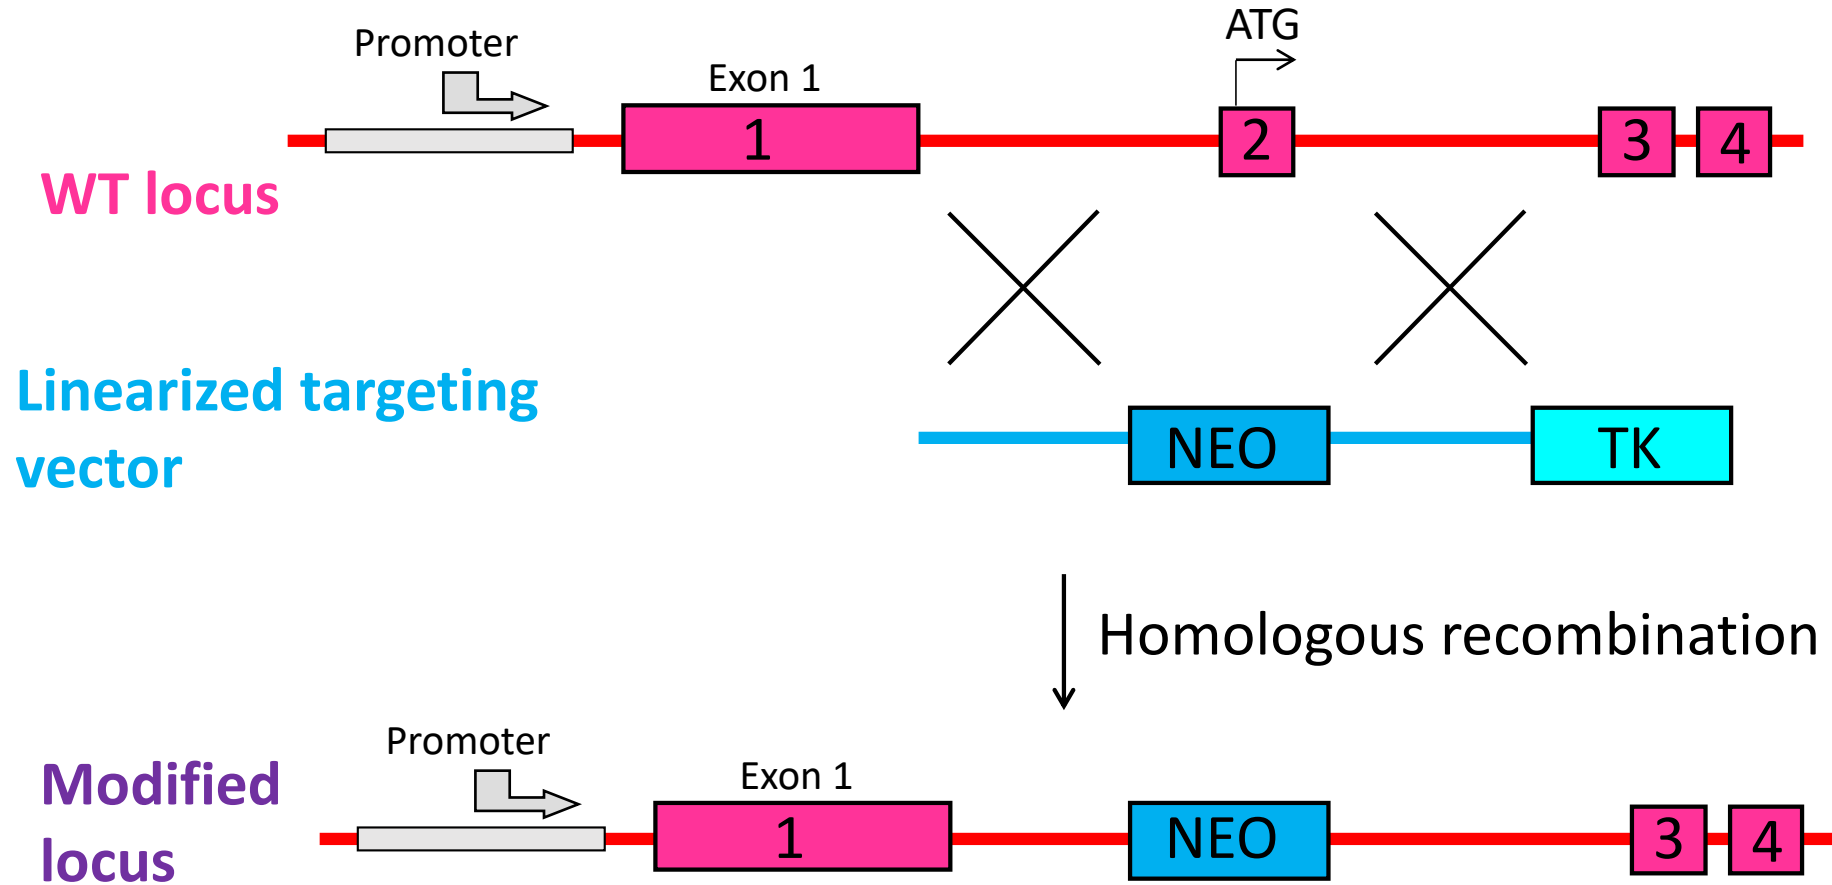 ATG
Promoter
Exon 1
1
2
3
4
WT locus
Linearized targeting
vector
NEO
TK
Homologous recombination
Promoter
Exon 1
Modified
locus
1
NEO
3
4